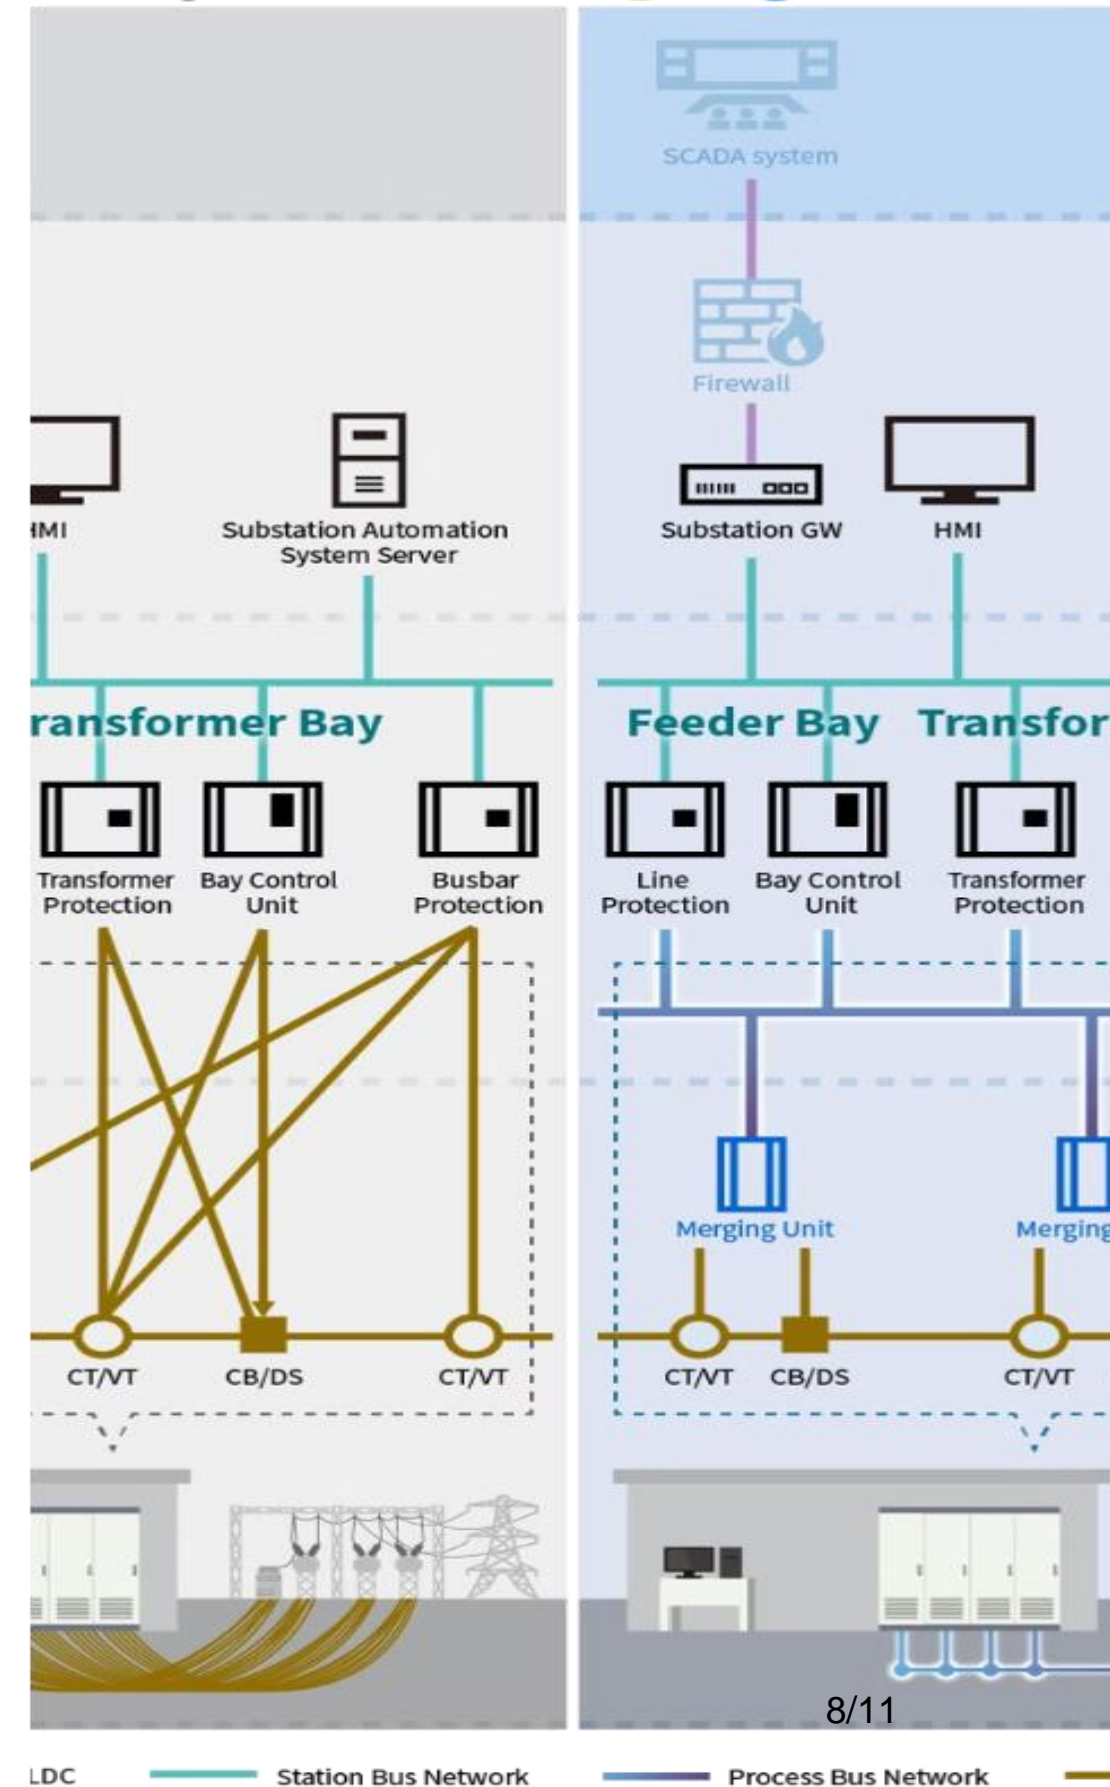 SCADA system
Firewall
HMI
Substation Automation
System Server
Substation GW
HMI
ransformer Bay
Feeder Bay
Transfor
Transformer
Protection
Bay Control
Unit
Busbar
Protection
Line
Protection
Bay Control
Unit
Transformer
Protection
Merging Unit
Merging
CT/VT
CB/DS
CT/VT
CT/VT
CB/DS
CT/VT
8/11
LDC
Station Bus Network
Process Bus Network